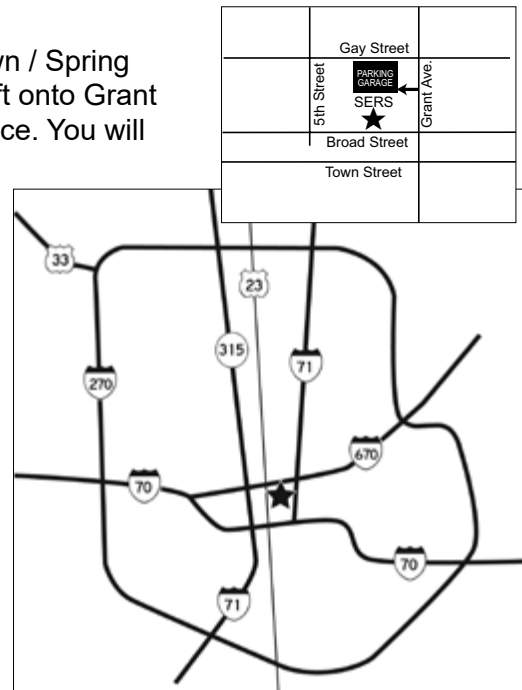 vn / Spring
ft onto Grant
ce. You will
Gay Street
5th Street
PARKING
GARAGE
SERS
Grant Ave.
Broad Street
Town Street
33
23
315
71
270
670
70
70
71